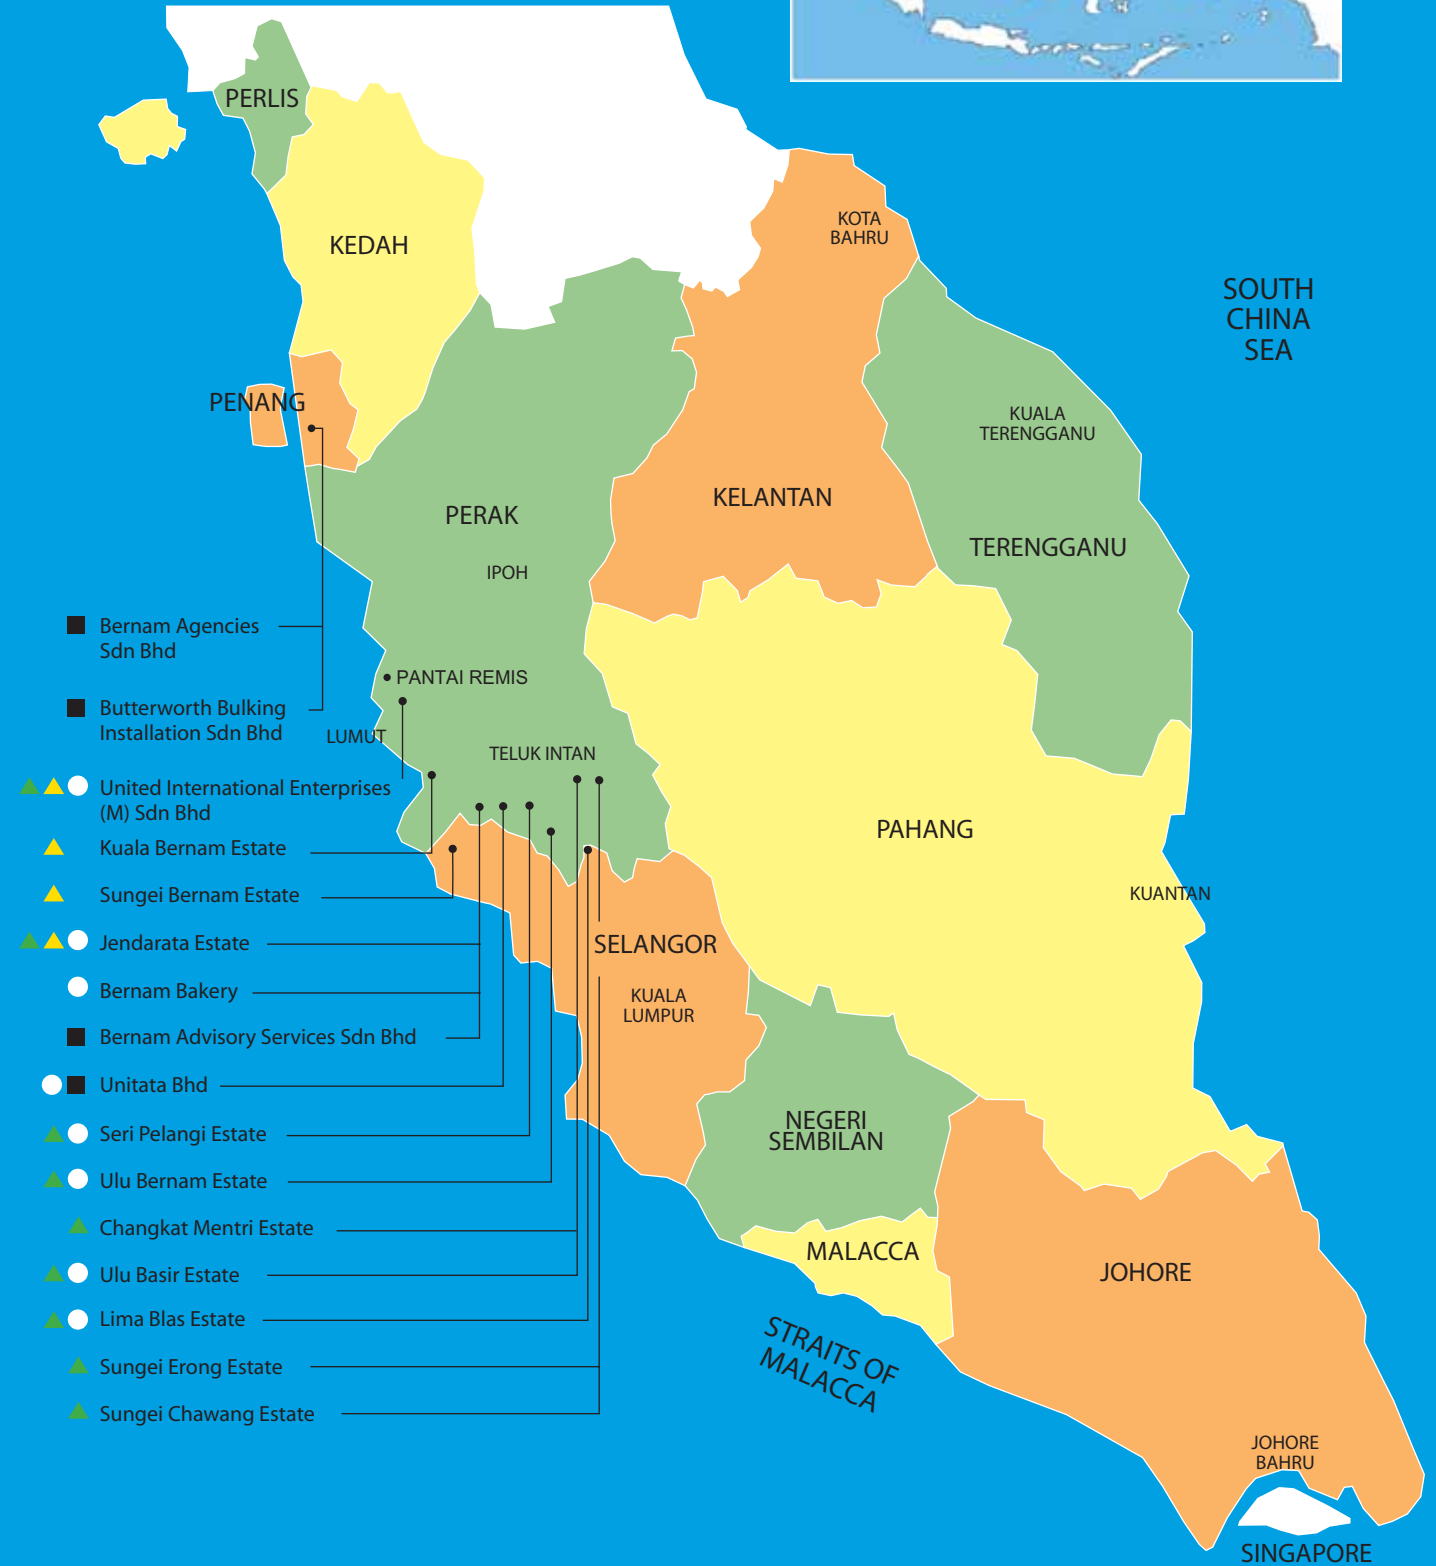 PERLIS
KEDAH
KOTA
BAHRU
SOUTH
CHINA
SEA
PENANG
KUALA
TERENGGANU
KELANTAN
PERAK
TERENGGANU
IPOH
Bernam Agencies
Sdn Bhd
PANTAI REMIS
Butterworth Bulking
Installation Sdn Bhd
LUMUT
TELUK INTAN
United International Enterprises
(M) Sdn Bhd
PAHANG
Kuala Bernam Estate
Sungei Bernam Estate
KUANTAN
Jendarata Estate
SELANGOR
Bernam Bakery
KUALA
LUMPUR
Bernam Advisory Services Sdn Bhd
Unitata Bhd
Seri Pelangi Estate
NEGERI
SEMBILAN
Ulu Bernam Estate
Changkat Mentri Estate
MALACCA
Ulu Basir Estate
JOHORE
Lima Blas Estate
STRAITS OF
MALACCA
Sungei Erong Estate
Sungei Chawang Estate
JOHORE
BAHRU
SINGAPORE